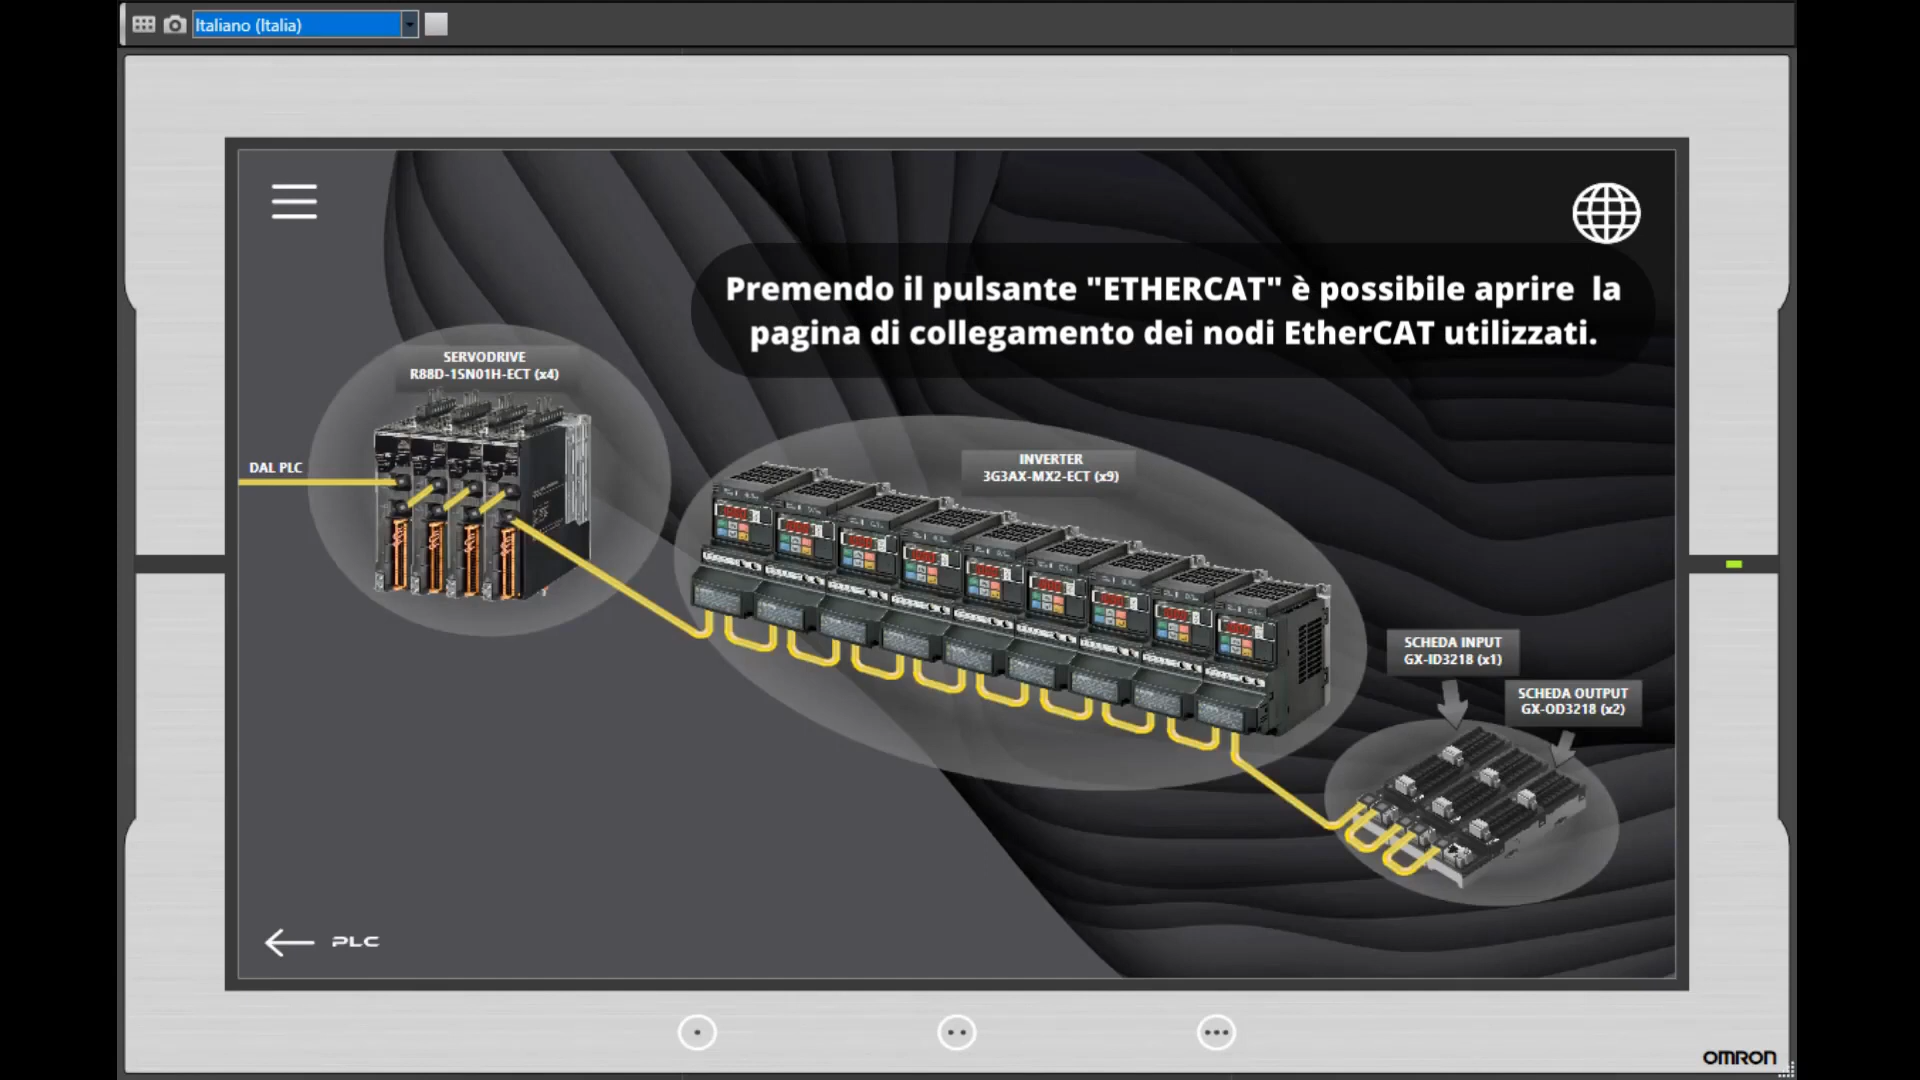 Italiano (Italia)
Premendo il pulsante "ETHERCAT" è possibile aprire la
pagina di collegamento dei nodi EtherCAT utilizzati.
SERVODRIVE
R88D-1SN01H-ECT (x4)
DAL PLC
INVERTER
3G3AX-MX2-ECT (x9)
SCHEDA INPUT
GX-ID3218 (x1)
SCHEDA OUTPUT
GX-OD3218 (x2)
PLC
OMRON